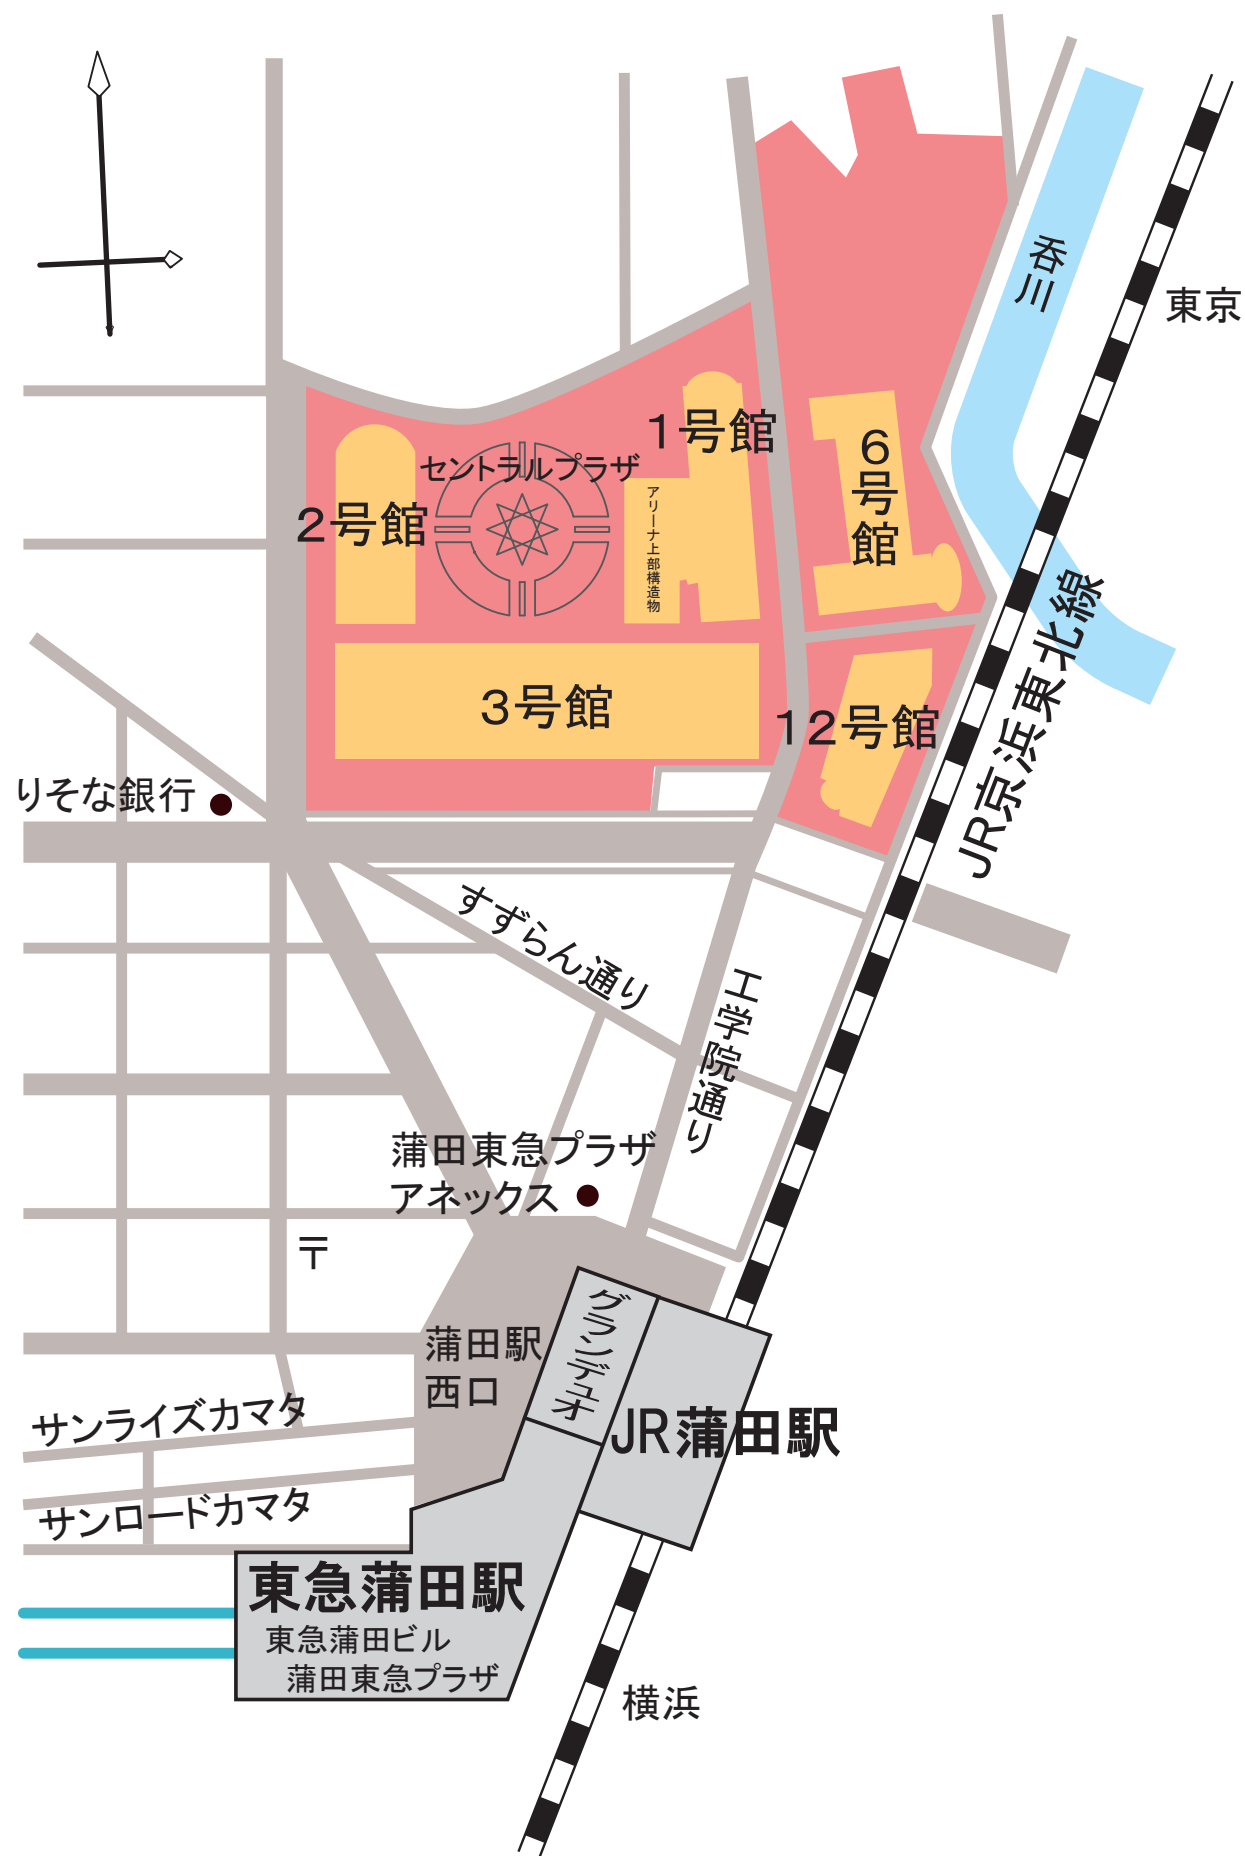 呑川
東京
1号館
6号館
セントラルプラザ
アリーナ上部構造物
2号館
3号館
12号館
JR京浜東北線
りそな銀行
すずらん通り
工学院通り
蒲田東急プラザ
アネックス
〒
グランデュオ
蒲田駅
西口
サンライズカマタ
JR蒲田駅
サンロードカマタ
東急蒲田駅
東急蒲田ビル
蒲田東急プラザ
横浜